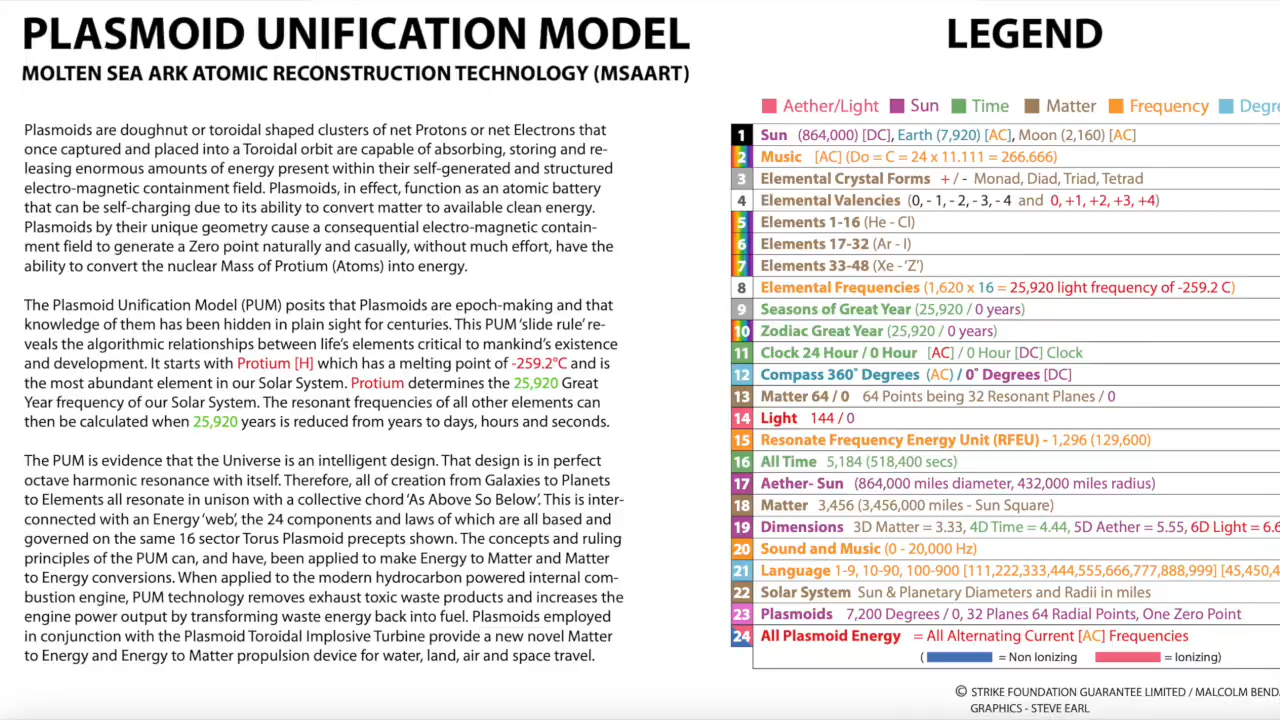 PLASMOID UNIFICATION MODEL
MOLTEN SEA ARK ATOMIC RECONSTRUCTION TECHNOLOGY (MSAART)
Plasmoids are doughnut or toroidal shaped clusters of net Protons or net Electrons that
once captured and placed into a Toroidal orbit are capable of absorbing, storing and re-
leasing enormous amounts of energy present within their self-generated and structured
electro-magnetic containment field. Plasmoids, in effect, function as an atomic battery
that can be self-charging due to its ability to convert matter to available clean energy.
Plasmoids by their unique geometry cause a consequential electro-magnetic contain-
ment field to generate a Zero point naturally and casually, without much effort, have the
ability to convert the nuclear Mass of Protium (Atoms) into energy.
The Plasmoid Unification Model (PUM) posits that Plasmoids are epoch-making and that
knowledge of them has been hidden in plain sight for centuries. This PUM 'slide rule' re-
veals the algorithmic relationships between life's elements critical to mankind's existence
and development. It starts with Protium [H] which has a melting point of -259.2°C and is
the most abundant element in our Solar System. Protium determines the 25,920 Great
Year frequency of our Solar System. The resonant frequencies of all other elements can
then be calculated when 25,920 years is reduced from years to days, hours and seconds.
The PUM is evidence that the Universe is an intelligent design. That design is in perfect
octave harmonic resonance with itself. Therefore, all of creation from Galaxies to Planets
to Elements all resonate in unison with a collective chord 'As Above So Below'. This is inter-
connected with an Energy 'web', the 24 components and laws of which are all based and
governed on the same 16 sector Torus Plasmoid precepts shown. The concepts and ruling
principles of the PUM can, and have, been applied to make Energy to Matter and Matter
to Energy conversions. When applied to the modern hydrocarbon powered internal com-
bustion engine, PUM technology removes exhaust toxic waste products and increases the
engine power output by transforming waste energy back into fuel. Plasmoids employed
in conjunction with the Plasmoid Toroidal Implosive Turbine provide a new novel Matter
to Energy and Energy to Matter propulsion device for water, land, air and space travel.
LEGEND
Aether/Light Sun Time Matter Frequency Degre
1 Sun (864,000) [DC], Earth (7,920) [AC], Moon (2,160) [AC]
2 Music [AC] (Do = C = 24 x 11.111 = 266.666)
3 Elemental Crystal Forms + / - Monad, Diad, Triad, Tetrad
4 Elemental Valencies (0, - 1, - 2, - 3, - 4 and 0, +1, +2, +3, +4)
5 Elements 1-16 (He - Cl)
6 Elements 17-32 (Ar - I)
7 Elements 33-48 (Xe - 'Z')
8 Elemental Frequencies (1,620 x 16 = 25,920 light frequency of -259.2 C)
9 Seasons of Great Year (25,920 / 0 years)
10 Zodiac Great Year (25,920 / 0 years)
11 Clock 24 Hour / 0 Hour [AC] / 0 Hour [DC] Clock
12 Compass 360° Degrees (AC) / 0° Degrees [DC]
13 Matter 64 / 0 64 Points being 32 Resonant Planes / 0
14 Light 144 / 0
15 Resonate Frequency Energy Unit (RFEU) - 1,296 (129,600)
16 All Time 5,184 (518,400 secs)
17 Aether- Sun (864,000 miles diameter, 432,000 miles radius)
18 Matter 3,456 (3,456,000 miles - Sun Square)
19 Dimensions 3D Matter = 3.33, 4D Time = 4.44, 5D Aether = 5.55, 6D Light = 6.6
20 Sound and Music (0 - 20,000 Hz)
21 Language 1-9, 10-90, 100-900 [111,222,333,444,555,666,777,888,999] [45,450,4
22 Solar System Sun & Planetary Diameters and Radii in miles
23 Plasmoids 7,200 Degrees / 0, 32 Planes 64 Radial Points, One Zero Point
24 All Plasmoid Energy = All Alternating Current [AC] Frequencies
( = Non Ionizing = Ionizing)
© STRIKE FOUNDATION GUARANTEE LIMITED / MALCOLM BENDA
GRAPHICS - STEVE EARL